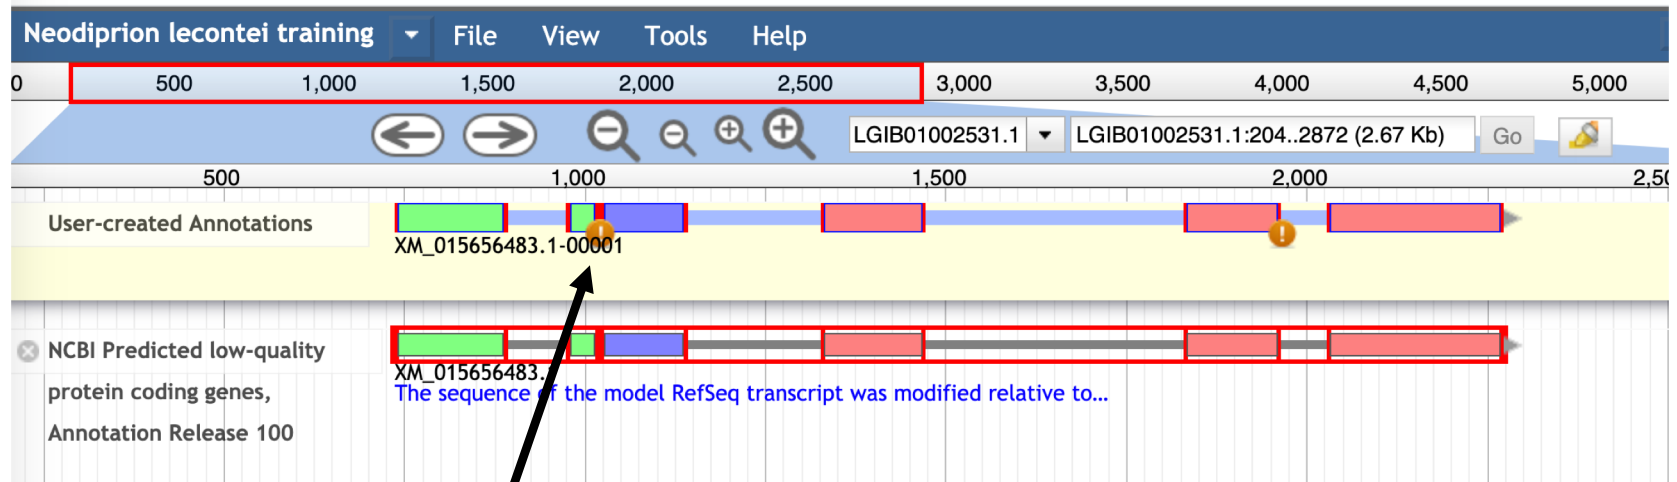 Neodiprion lecontei training File View Tools Help
0 500 1,000 1,500 2,000 2,500 3,000 3,500 4,000 4,500 5,000
LGIB01002531.1 LGIB01002531.1:204..2872 (2.67 Kb) Go
500 1,000 1,500 2,000
User-created Annotations
XM_015656483.1-00001
NCBI Predicted low-quality
protein coding genes,
Annotation Release 100
XM_015656483.
The sequence of the model RefSeq transcript was modified relative to...